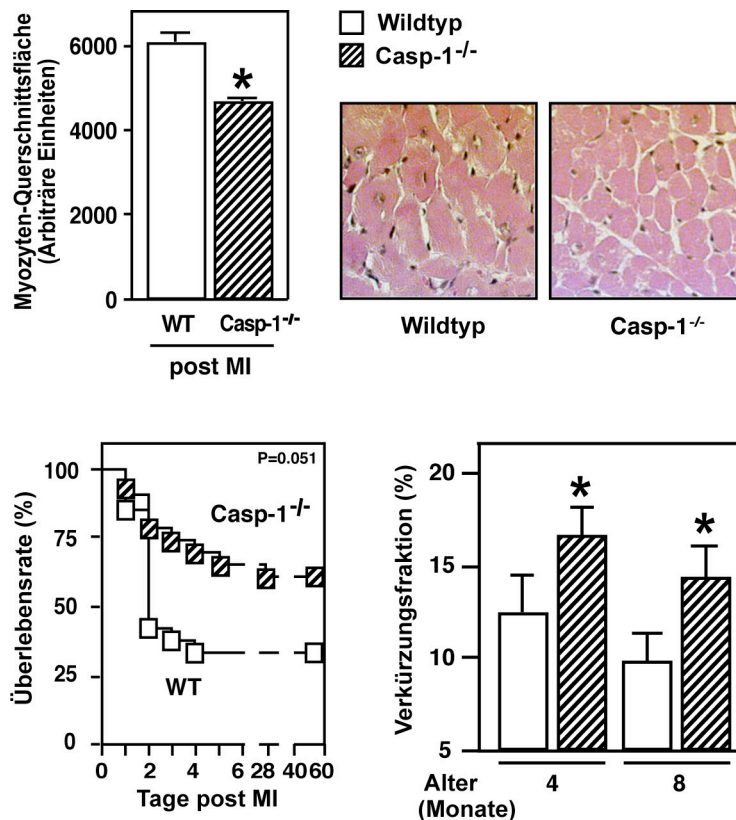 Wildtyp
Casp-1-/-
Myozyten-Querschnittsfläche
(Arbiträre Einheiten)
6000
4000
2000
0
*
WT Casp-1-/-
post MI
Wildtyp Casp-1-/-
Überlebensrate (%)
100
75
50
25
0
P=0.051
Casp-1-/-
WT
0 2 4 6 28 40 60
Tage post MI
Verkürzungsfraktion (%)
20
15
10
5
* *
Alter 4 8
(Monate)